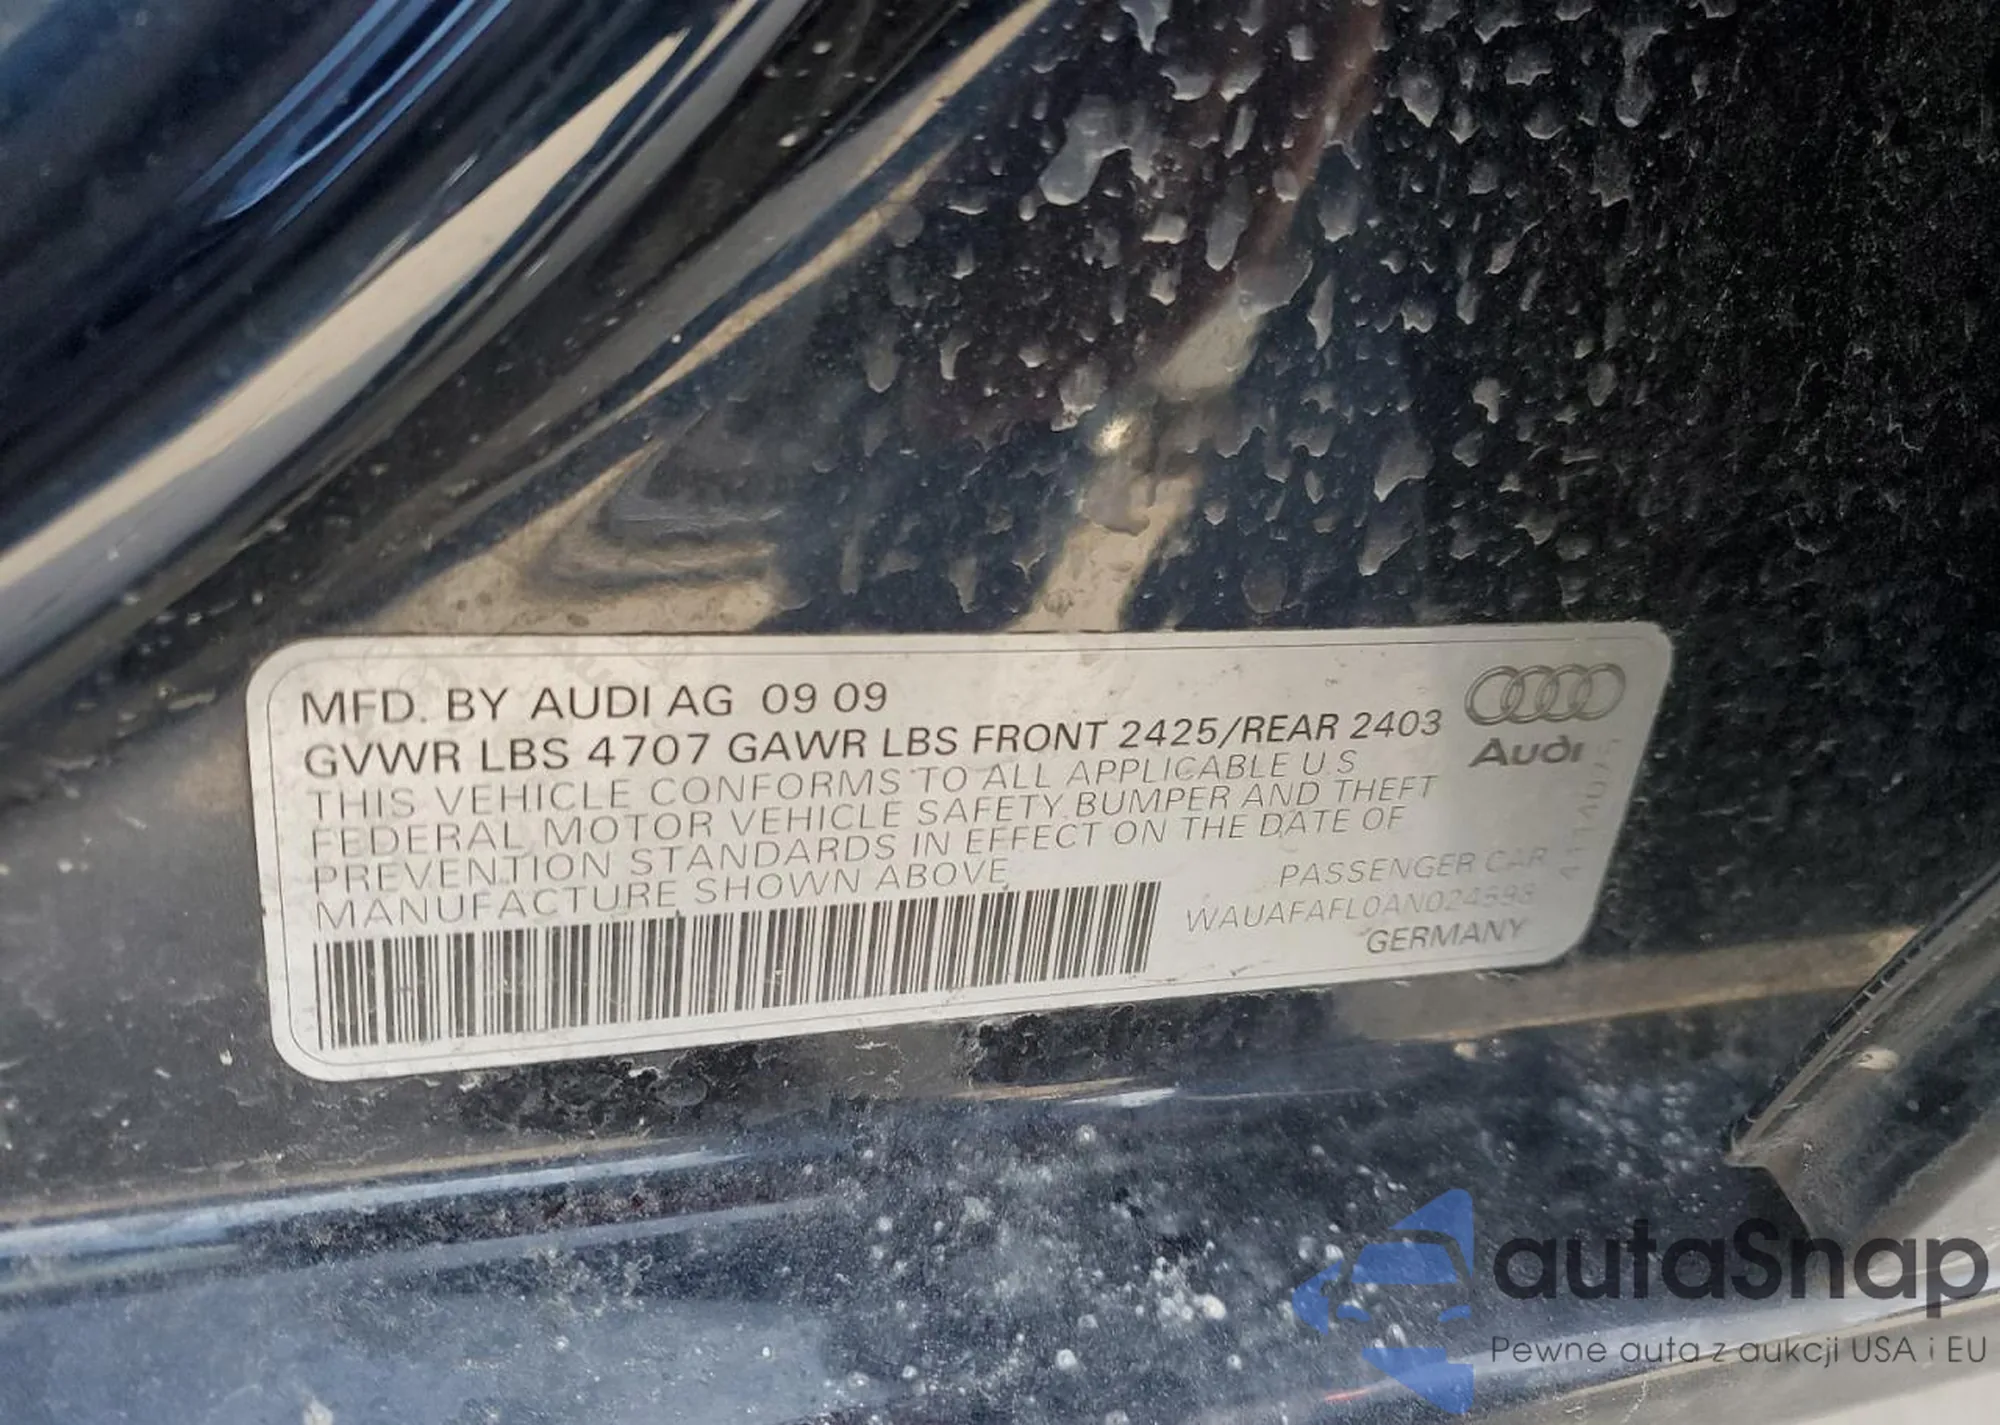 MFD. BY AUDI AG 09 09
GVWR LBS 4707 GAWR LBS FRONT 2425/REAR 2403
THIS VEHICLE CONFORMS TO ALL APPLICABLE U S
FEDERAL MOTOR VEHICLE SAFETY, BUMPER AND THEFT
PREVENTION STANDARDS IN EFFECT ON THE DATE OF
MANUFACTURE SHOWN ABOVE
Audi
PASSENGER CAR
WAUAFAFL0AN024598
GERMANY
autaSnap
Pewne auta z aukcji USA i EU